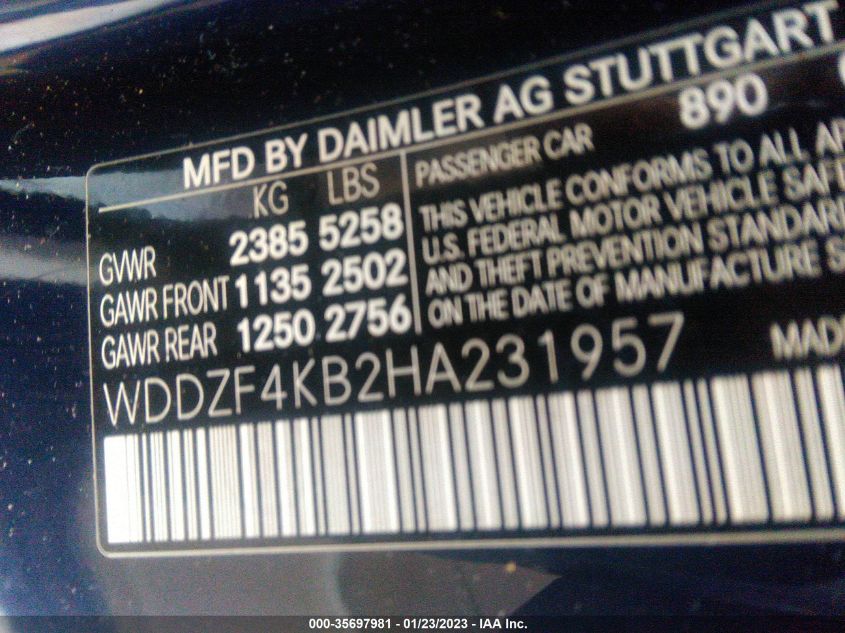 MFD BY DAIMLER AG STUTTGART
890
KG LBS
GVWR 2385 5258
GAWR FRONT 1135 2502
GAWR REAR 1250 2756
PASSENGER CAR
THIS VEHICLE CONFORMS TO ALL
U.S. FEDERAL MOTOR VEHICLE
AND THEFT PREVENTION
ON THE DATE OF MANUFACTURE
WDDZF4KB2HA231957
000-35697981 - 01/23/2023 - IAA Inc.